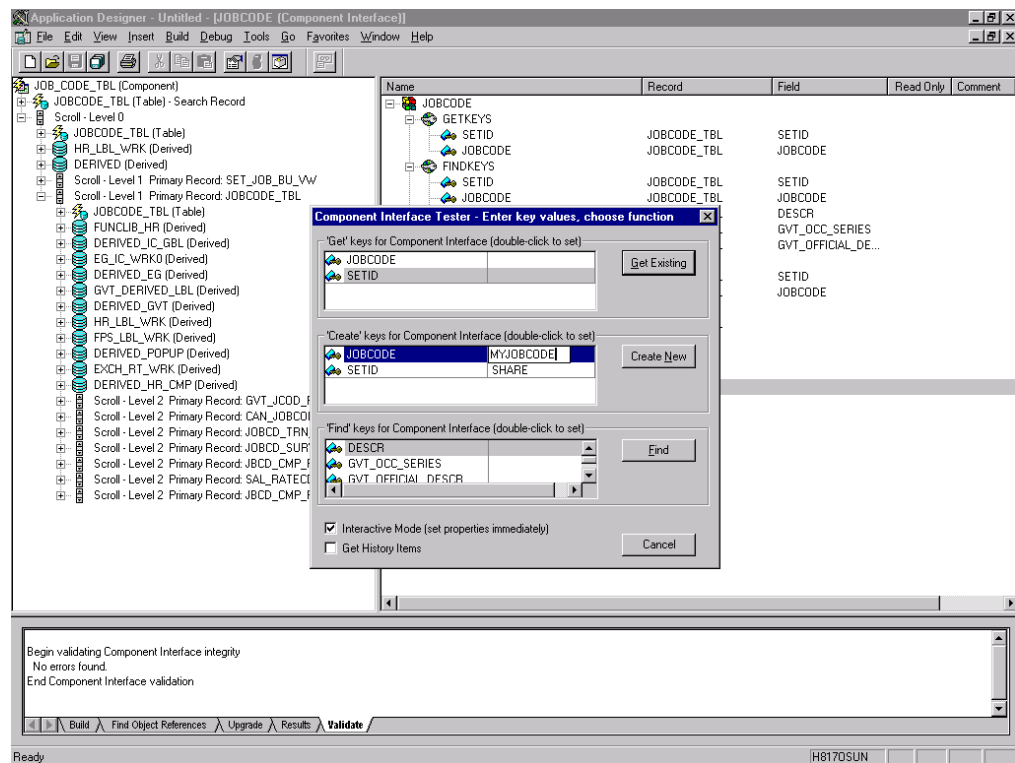 Application Designer - Untitled - [JOBCODE (Component Interface)]
File Edit View Insert Build Debug Tools Go Favorites Window Help
JOB_CODE_TBL (Component)
JOBCODE_TBL (Table) - Search Record
Scroll - Level 0
JOBCODE_TBL (Table)
HR_LBL_WRK (Derived)
DERIVED (Derived)
Scroll - Level 1 Primary Record: SET_JOB_BU_VW
Scroll - Level 1 Primary Record: JOBCODE_TBL
JOBCODE_TBL (Table)
FUNCLIB_HR (Derived)
DERIVED_IC_GBL (Derived)
EG_IC_WRK0 (Derived)
DERIVED_EG (Derived)
GVT_DERIVED_LBL (Derived)
DERIVED_GVT (Derived)
HR_LBL_WRK (Derived)
FPS_LBL_WRK (Derived)
DERIVED_POPUP (Derived)
EXCH_RT_WRK (Derived)
DERIVED_HR_CMP (Derived)
Scroll - Level 2 Primary Record: GVT_JCOD_
Scroll - Level 2 Primary Record: CAN_JOBCO
Scroll - Level 2 Primary Record: JOBCD_TRN_
Scroll - Level 2 Primary Record: JOBCD_SUR
Scroll - Level 2 Primary Record: JBCD_CMP_
Scroll - Level 2 Primary Record: SAL_RATEC
Scroll - Level 2 Primary Record: JBCD_CMP_
Name Record Field Read Only Comment
JOBCODE
GETKEYS
SETID JOBCODE_TBL SETID
JOBCODE JOBCODE_TBL JOBCODE
FINDKEYS
SETID JOBCODE_TBL SETID
JOBCODE JOBCODE_TBL JOBCODE
DESCR
GVT_OCC_SERIES
GVT_OFFICIAL_DE...
SETID
JOBCODE
Component Interface Tester - Enter key values, choose function
'Get' keys for Component Interface (double-click to set)
JOBCODE
SETID
Get Existing
'Create' keys for Component Interface (double-click to set)
JOBCODE MYJOBCODE
SETID SHARE
Create New
'Find' keys for Component Interface (double-click to set)
DESCR
GVT_OCC_SERIES
GVT_OFFICIAL_DESCR
Find
Interactive Mode (set properties immediately)
Get History Items
Cancel
Begin validating Component Interface integrity
No errors found.
End Component Interface validation
Build Find Object References Upgrade Results Validate
Ready H8170SUN